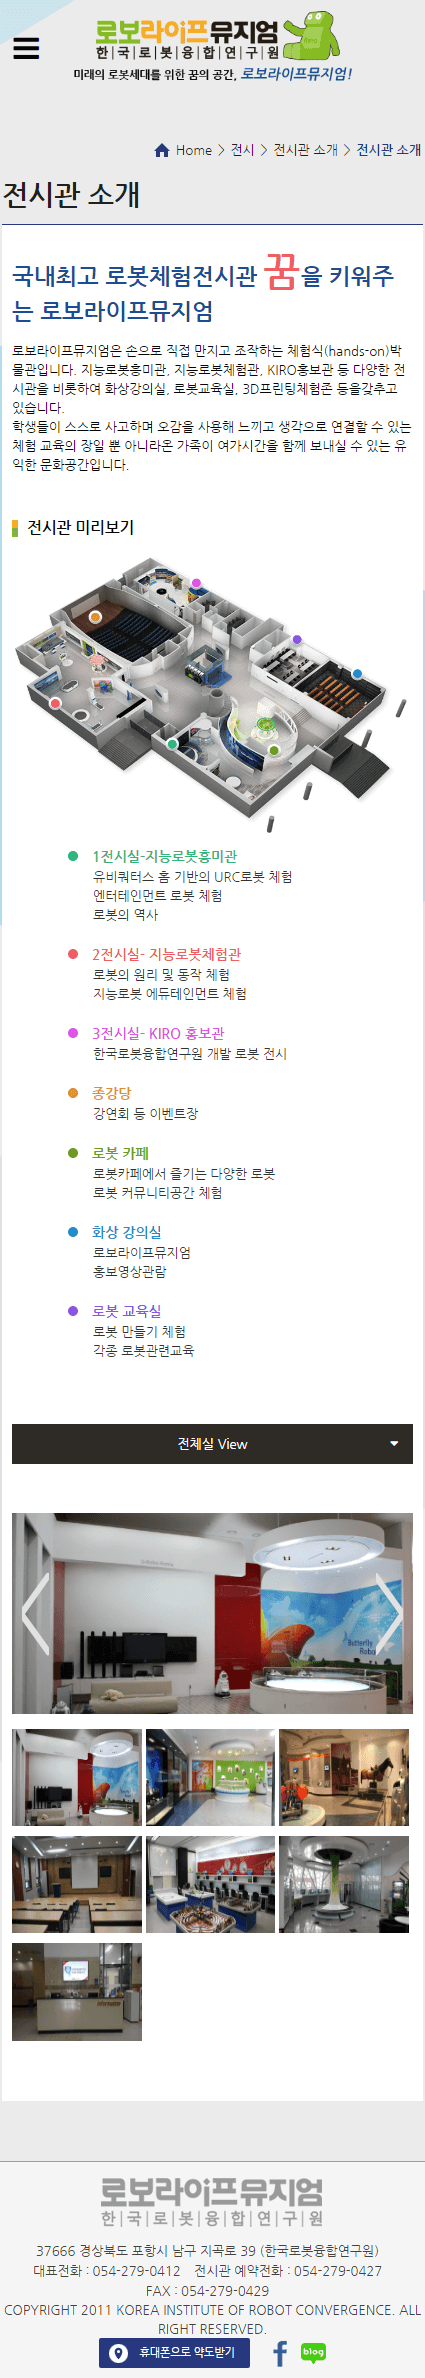 로보라이프뮤지엄
한국로봇융합연구원
미래의 로봇세대를 위한 꿈의 공간, 로보라이프뮤지엄!
Home > 전시 > 전시관 소개 > 전시관 소개
전시관 소개
국내최고 로봇체험전시관 꿈을 키워주
는 로보라이프뮤지엄
로보라이프뮤지엄은 손으로 직접 만지고 조작하는 체험식(hands-on)박
물관입니다. 지능로봇흥미관, 지능로봇체험관, KIRO홍보관 등 다양한 전
시관을 비롯하여 화상강의실, 로봇교육실, 3D프린팅체험존 등을갖추고
있습니다.
학생들이 스스로 사고하며 오감을 사용해 느끼고 생각으로 연결할 수 있는
체험 교육의 장일 뿐 아니라온 가족이 여가시간을 함께 보내실 수 있는 유
익한 문화공간입니다.
전시관 미리보기
1전시실-지능로봇흥미관
유비쿼터스 홈 기반의 URC로봇 체험
엔터테인먼트 로봇 체험
로봇의 역사
2전시실- 지능로봇체험관
로봇의 원리 및 동작 체험
지능로봇 에듀테인먼트 체험
3전시실- KIRO 홍보관
한국로봇융합연구원 개발 로봇 전시
종강당
강연회 등 이벤트장
로봇 카페
로봇카페에서 즐기는 다양한 로봇
로봇 커뮤니티공간 체험
화상 강의실
로보라이프뮤지엄
홍보영상관람
로봇 교육실
로봇 만들기 체험
각종 로봇관련교육
전체실 View
Butterfly
Robo
로보라이프뮤지엄
한국로봇융합연구원
37666 경상북도 포항시 남구 지곡로 39 (한국로봇융합연구원)
대표전화 : 054-279-0412 전시관 예약전화 : 054-279-0427
FAX : 054-279-0429
COPYRIGHT 2011 KOREA INSTITUTE OF ROBOT CONVERGENCE. ALL
RIGHT RESERVED.
휴대폰으로 약도받기
f
blog